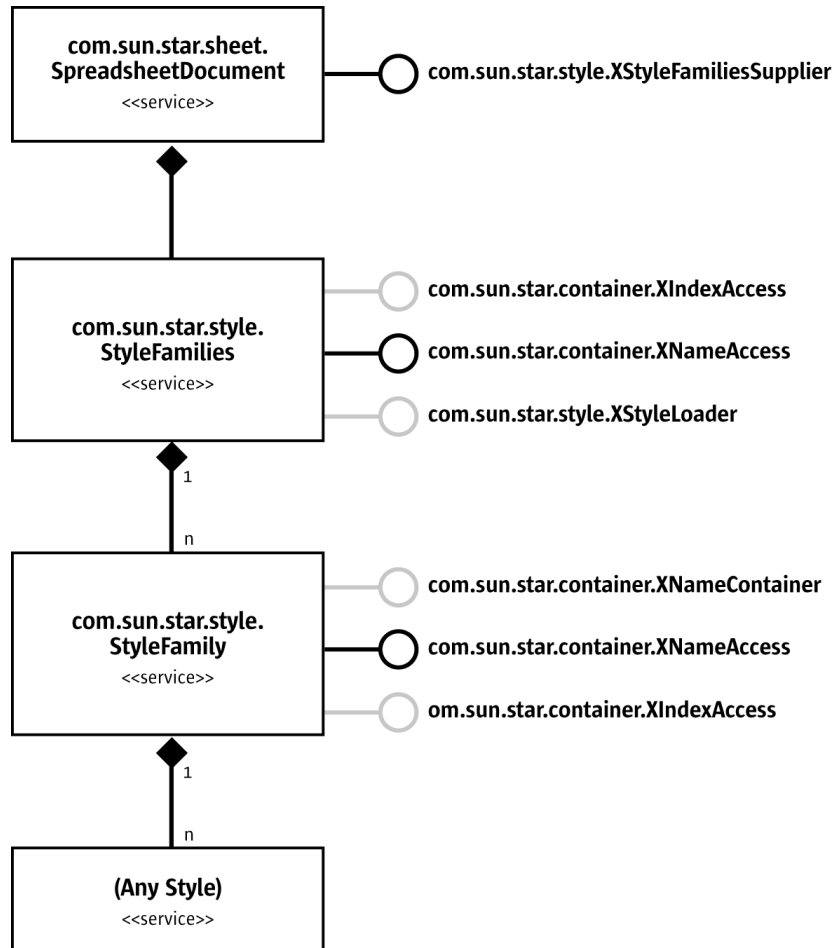 com.sun.star.sheet.
SpreadsheetDocument
<<service>>
com.sun.star.style.XStyleFamiliesSupplier
com.sun.star.style.
StyleFamilies
<<service>>
com.sun.star.container.XIndexAccess
com.sun.star.container.XNameAccess
com.sun.star.style.XStyleLoader
1
n
com.sun.star.style.
StyleFamily
<<service>>
com.sun.star.container.XNameContainer
com.sun.star.container.XNameAccess
om.sun.star.container.XIndexAccess
1
n
(Any Style)
<<service>>